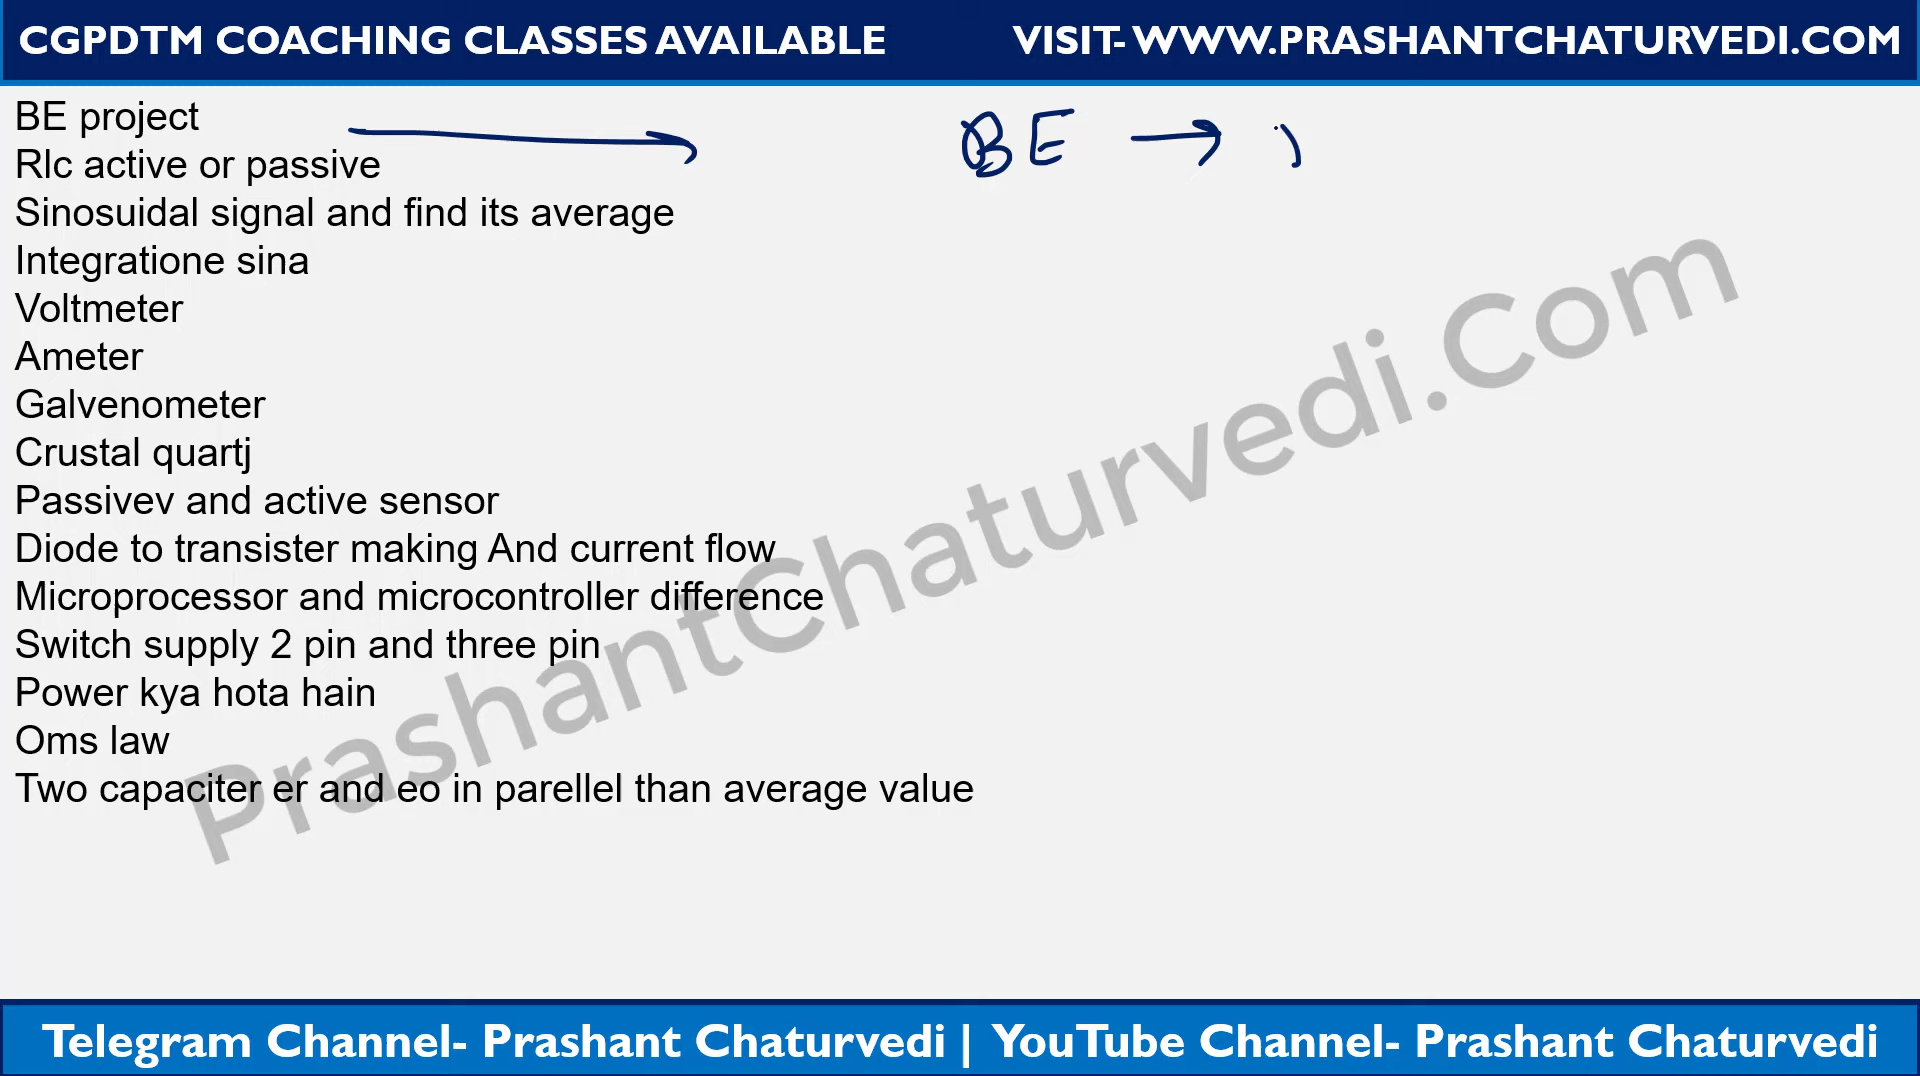 CGPDTM COACHING CLASSES AVAILABLE VISIT- WWW.PRASHANTCHATURVEDI.COM
BE project
BE
Rlc active or passive
Sinosuidal signal and find its average
Integratione sina
Voltmeter
Ameter
Galvenometer
Crustal quartj
Passivev and active sensor
Diode to transister making And current flow
Microprocessor and microcontroller difference
Switch supply 2 pin and three pin
Power kya hota hain
Oms law
Two capaciter er and eo in parellel than average value
PrashantChaturvedi.Com
Telegram Channel- Prashant Chaturvedi | YouTube Channel- Prashant Chaturvedi